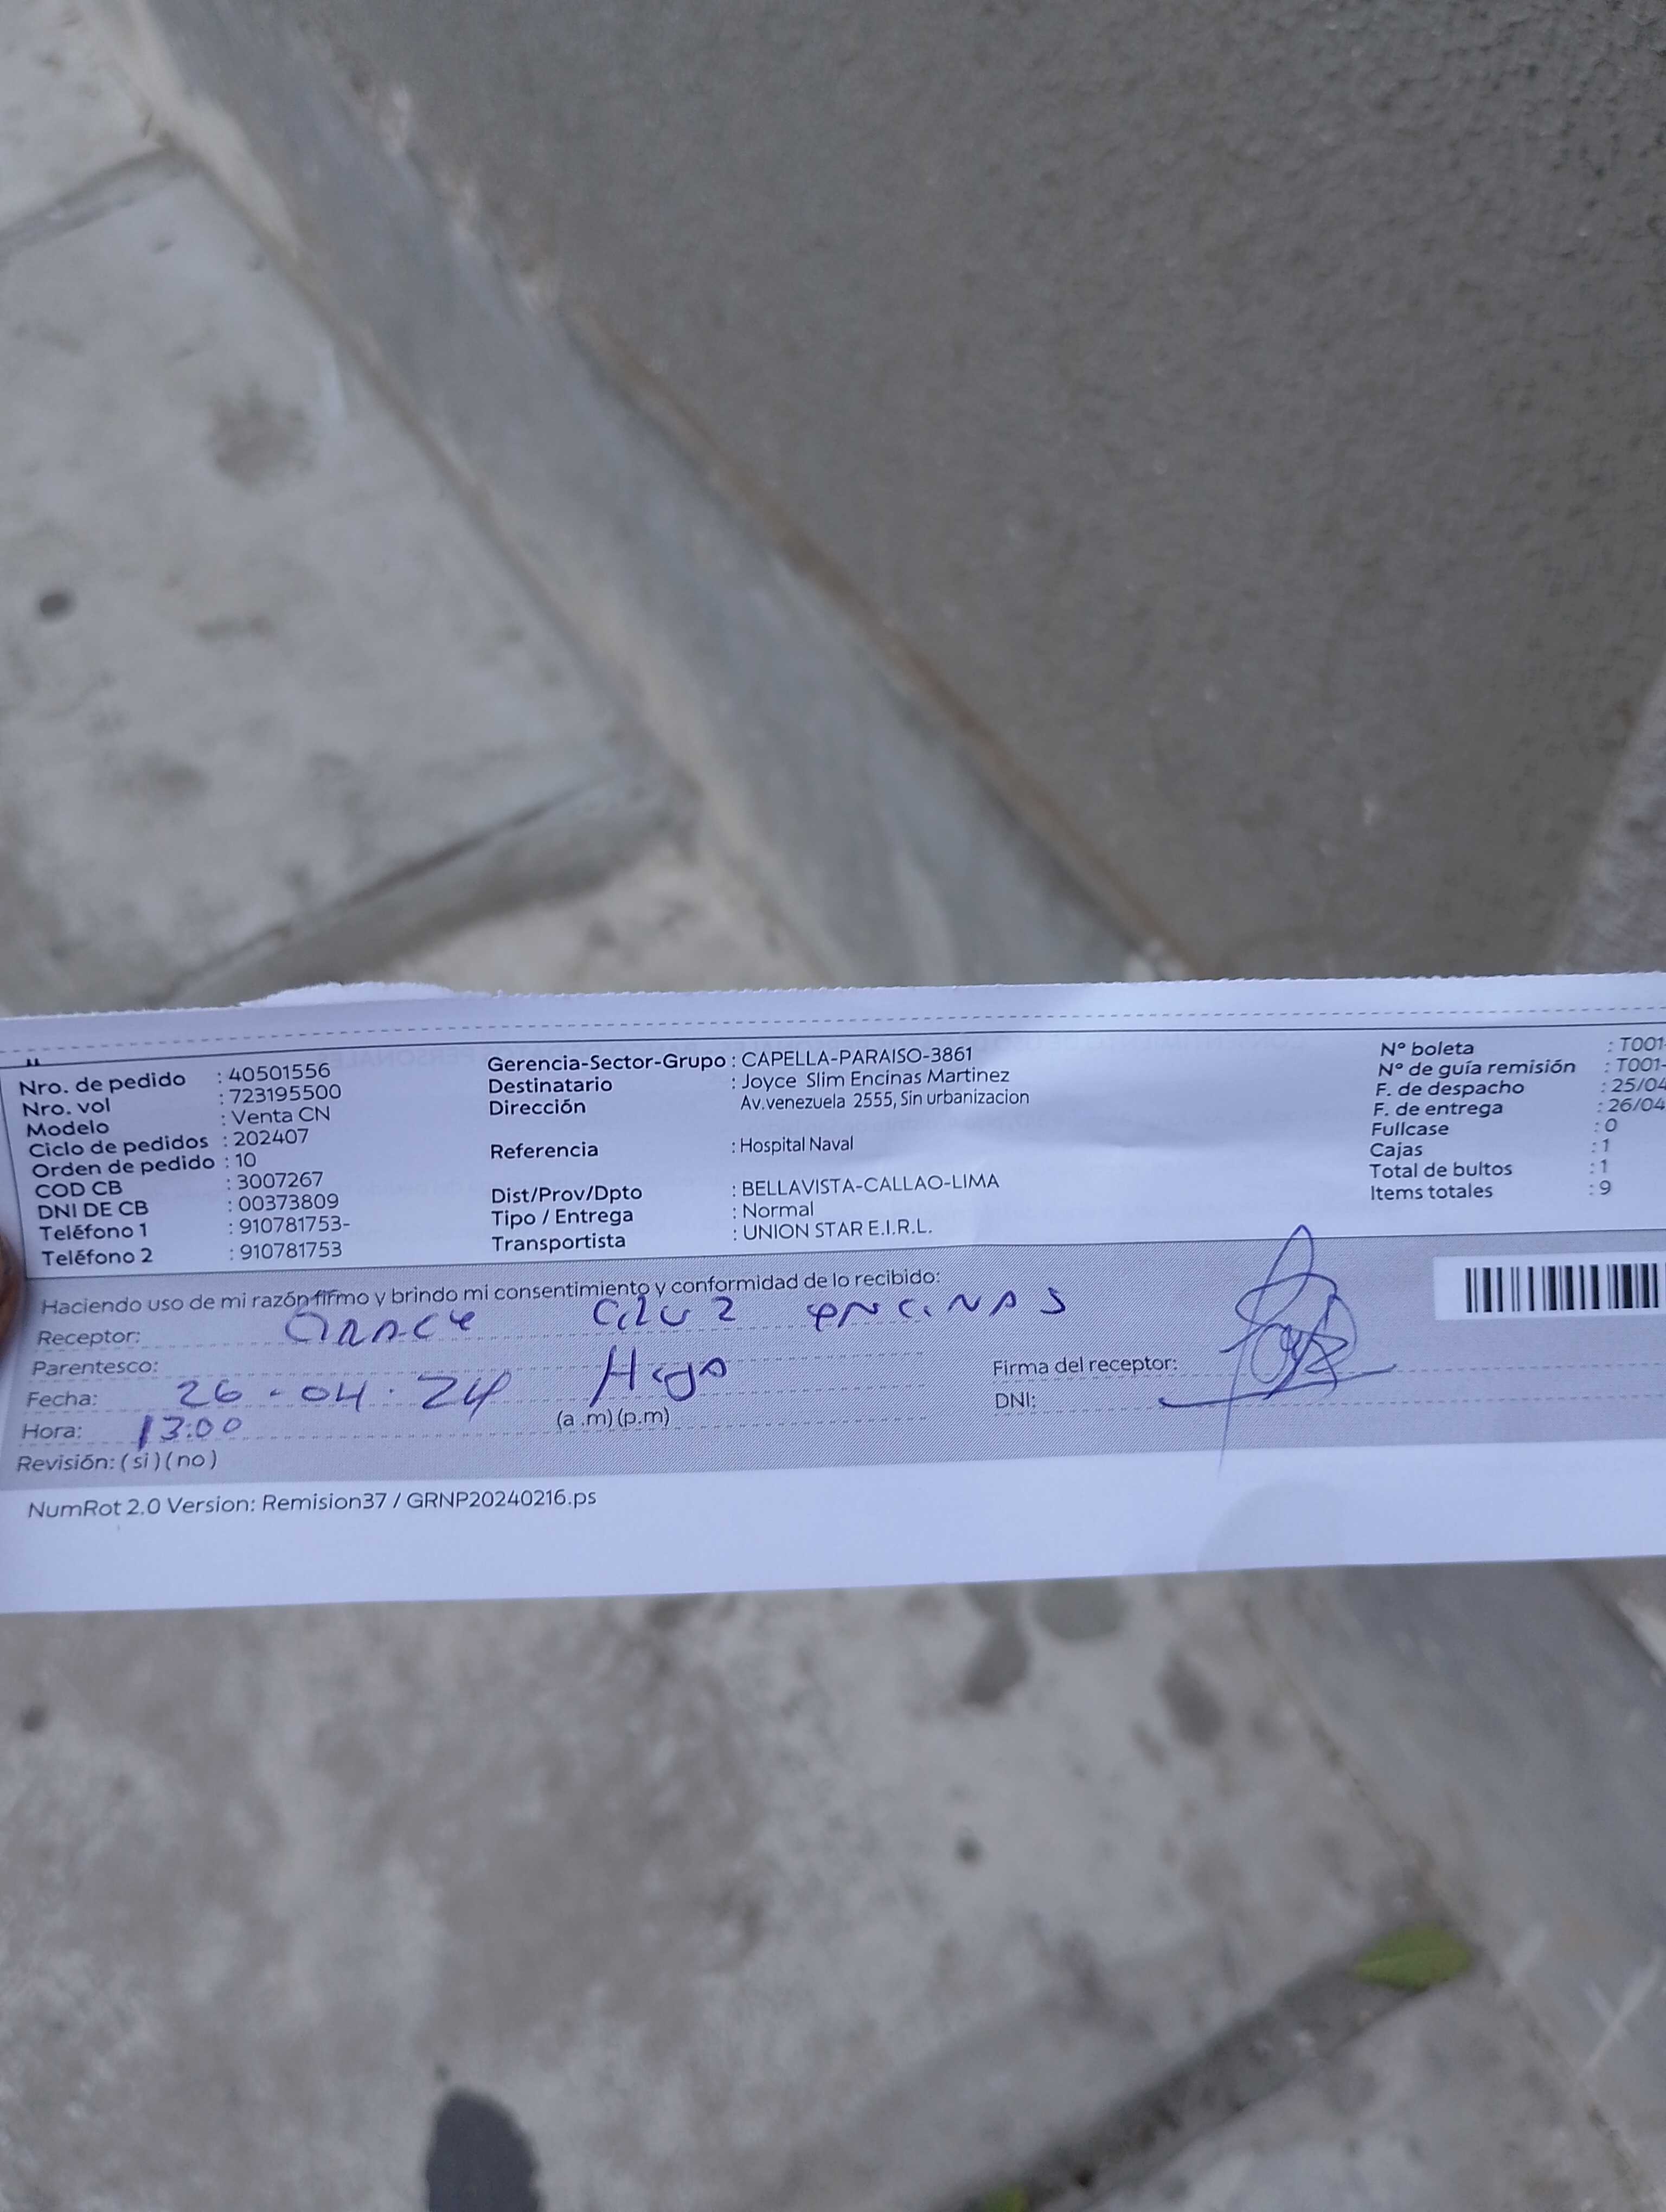 Nro. de pedido : 40501556
Nro. vol : 723195500
Modelo : Venta CN
Ciclo de pedidos : 202407
Orden de pedido : 10
COD CB : 3007267
DNI DE CB : 00373809
Teléfono 1 : 910781753-
Teléfono 2 : 910781753
Gerencia-Sector-Grupo : CAPELLA-PARAISO-3861
Destinatario : Joyce Slim Encinas Martinez
Dirección Av.venezuela 2555, Sin urbanizacion
Referencia : Hospital Naval
Dist/Prov/Dpto : BELLAVISTA-CALLAO-LIMA
Tipo / Entrega : Normal
Transportista : UNION STAR E.I.R.L.
N° boleta : T001-
N° de guía remisión : T001-
F. de despacho : 25/04
F. de entrega : 26/04
Fullcase : 0
Cajas : 1
Total de bultos : 1
Items totales : 9
Haciendo uso de mi razón firmo y brindo mi consentimiento y conformidad de lo recibido:
Receptor: Cruz encinas
Parentesco: 
Fecha: 26-04-24
Hora: 13:00 (a .m) (p.m)
Revisión: ( si ) ( no )
Firma del receptor:
DNI:
NumRot 2.0 Version: Remision37 / GRNP20240216.ps